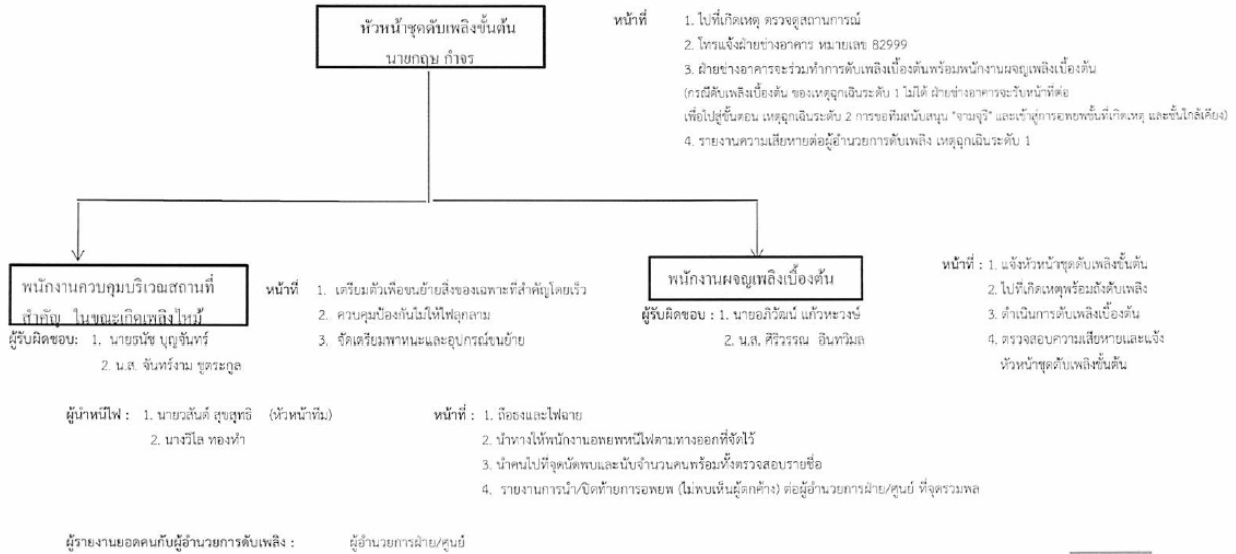 หัวหน้าชุดดับเพลิงขั้นต้น
นายกฤษ กำจร
หน้าที่ 1. ไปที่เกิดเหตุ ตรวจดูสถานการณ์
2. โทรแจ้งฝ่ายช่างอาคาร หมายเลข 82999
3. ฝ่ายช่างอาคารจะร่วมทำการดับเพลิงเบื้องต้นพร้อมพนักงานผจญเพลิงเบื้องต้น
(กรณีดับเพลิงเบื้องต้น ของเหตุฉุกเฉินระดับ 1 ไม่ได้ ฝ่ายช่างอาคารจะรับหน้าที่ต่อ
เพื่อไปสู่ขั้นตอน เหตุฉุกเฉินระดับ 2 การขอทีมสนับสนุน "จามจุรี" และเข้าสู่การอพยพชั้นที่เกิดเหตุ และชั้นใกล้เคียง)
4. รายงานความเสียหายต่อผู้อำนวยการดับเพลิง เหตุฉุกเฉินระดับ 1
พนักงานควบคุมบริเวณสถานที่
สำคัญ ในขณะเกิดเพลิงไหม้
ผู้รับผิดชอบ: 1. นายธนัช บุญจันทร์
2. น.ส. จันทร์งาม ชูตระกูล
หน้าที่ 1. เตรียมตัวเพื่อขนย้ายสิ่งของเฉพาะที่สำคัญโดยเร็ว
2. ควบคุมป้องกันไม่ให้ไฟลุกลาม
3. จัดเตรียมพาหนะและอุปกรณ์ขนย้าย
พนักงานผจญเพลิงเบื้องต้น
ผู้รับผิดชอบ : 1. นายอภิวัฒน์ แก้วหะวงษ์
2. น.ส. ศิริวรรณ อินทวิมล
หน้าที่ : 1. แจ้งหัวหน้าชุดดับเพลิงขั้นต้น
2. ไปที่เกิดเหตุพร้อมถังดับเพลิง
3. ดำเนินการดับเพลิงเบื้องต้น
4. ตรวจสอบความเสียหายและแจ้ง
หัวหน้าชุดดับเพลิงขั้นต้น
ผู้นำหนีไฟ : 1. นายวสันต์ สุขสุทธิ (หัวหน้าทีม)
2. นางวิไล ทองทำ
หน้าที่ : 1. ถือธงและไฟฉาย
2. นำทางให้พนักงานอพยพหนีไฟตามทางออกที่จัดไว้
3. นำคนไปที่จุดนัดพบและนับจำนวนคนพร้อมทั้งตรวจสอบรายชื่อ
4. รายงานการนำ/ปิดท้ายการอพยพ (ไม่พบเห็นผู้ตกค้าง) ต่อผู้อำนวยการฝ่าย/ศูนย์ ที่จุดรวมพล
ผู้รายงานยอดคนกับผู้อำนวยการดับเพลิง : ผู้อำนวยการฝ่าย/ศูนย์